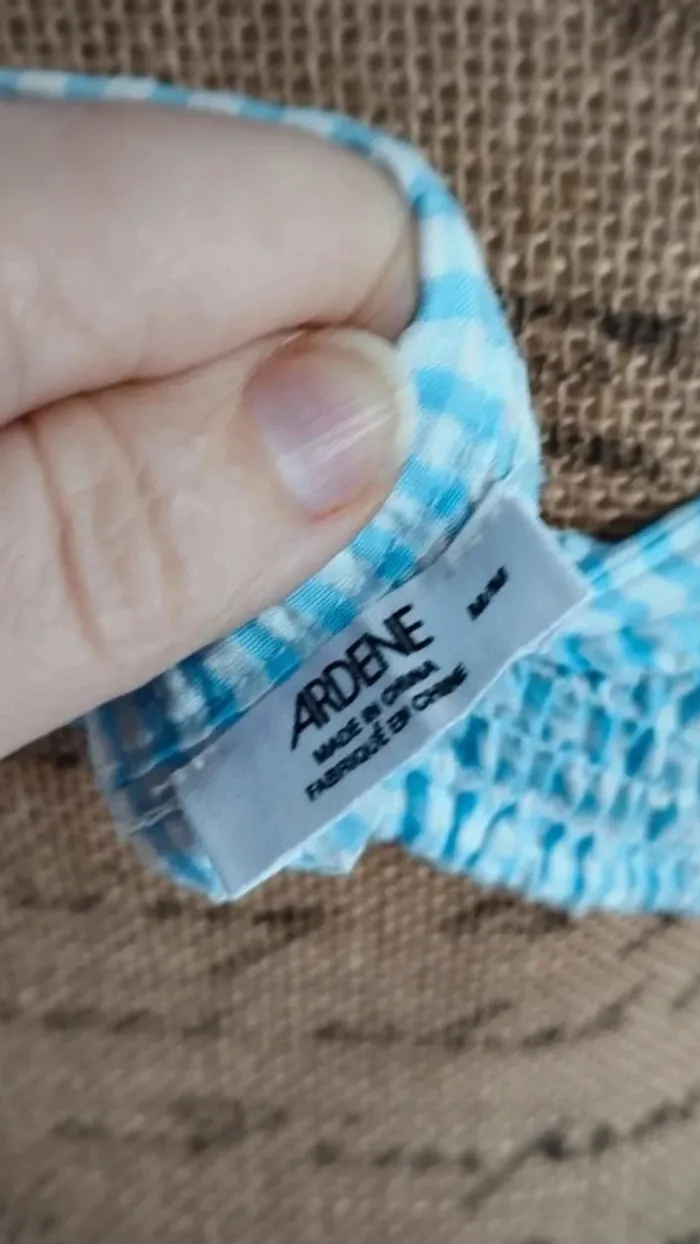 ARDENE
MADE IN CHINA
FABRIQUÉ EN CHINE
M/M